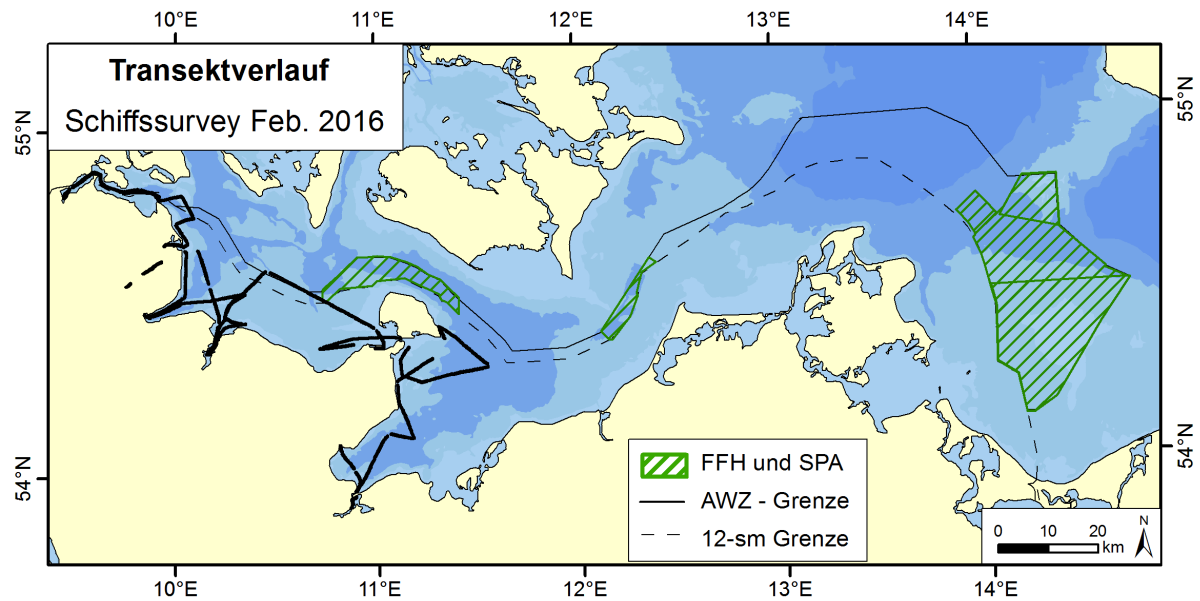 10°E 11°E 12°E 13°E 14°E
Transektverlauf
Schiffssurvey Feb. 2016
55°N
55°N
54°N
54°N
FFH und SPA
AWZ - Grenze
12-sm Grenze
0 10 20
km
N
10°E 11°E 12°E 13°E 14°E